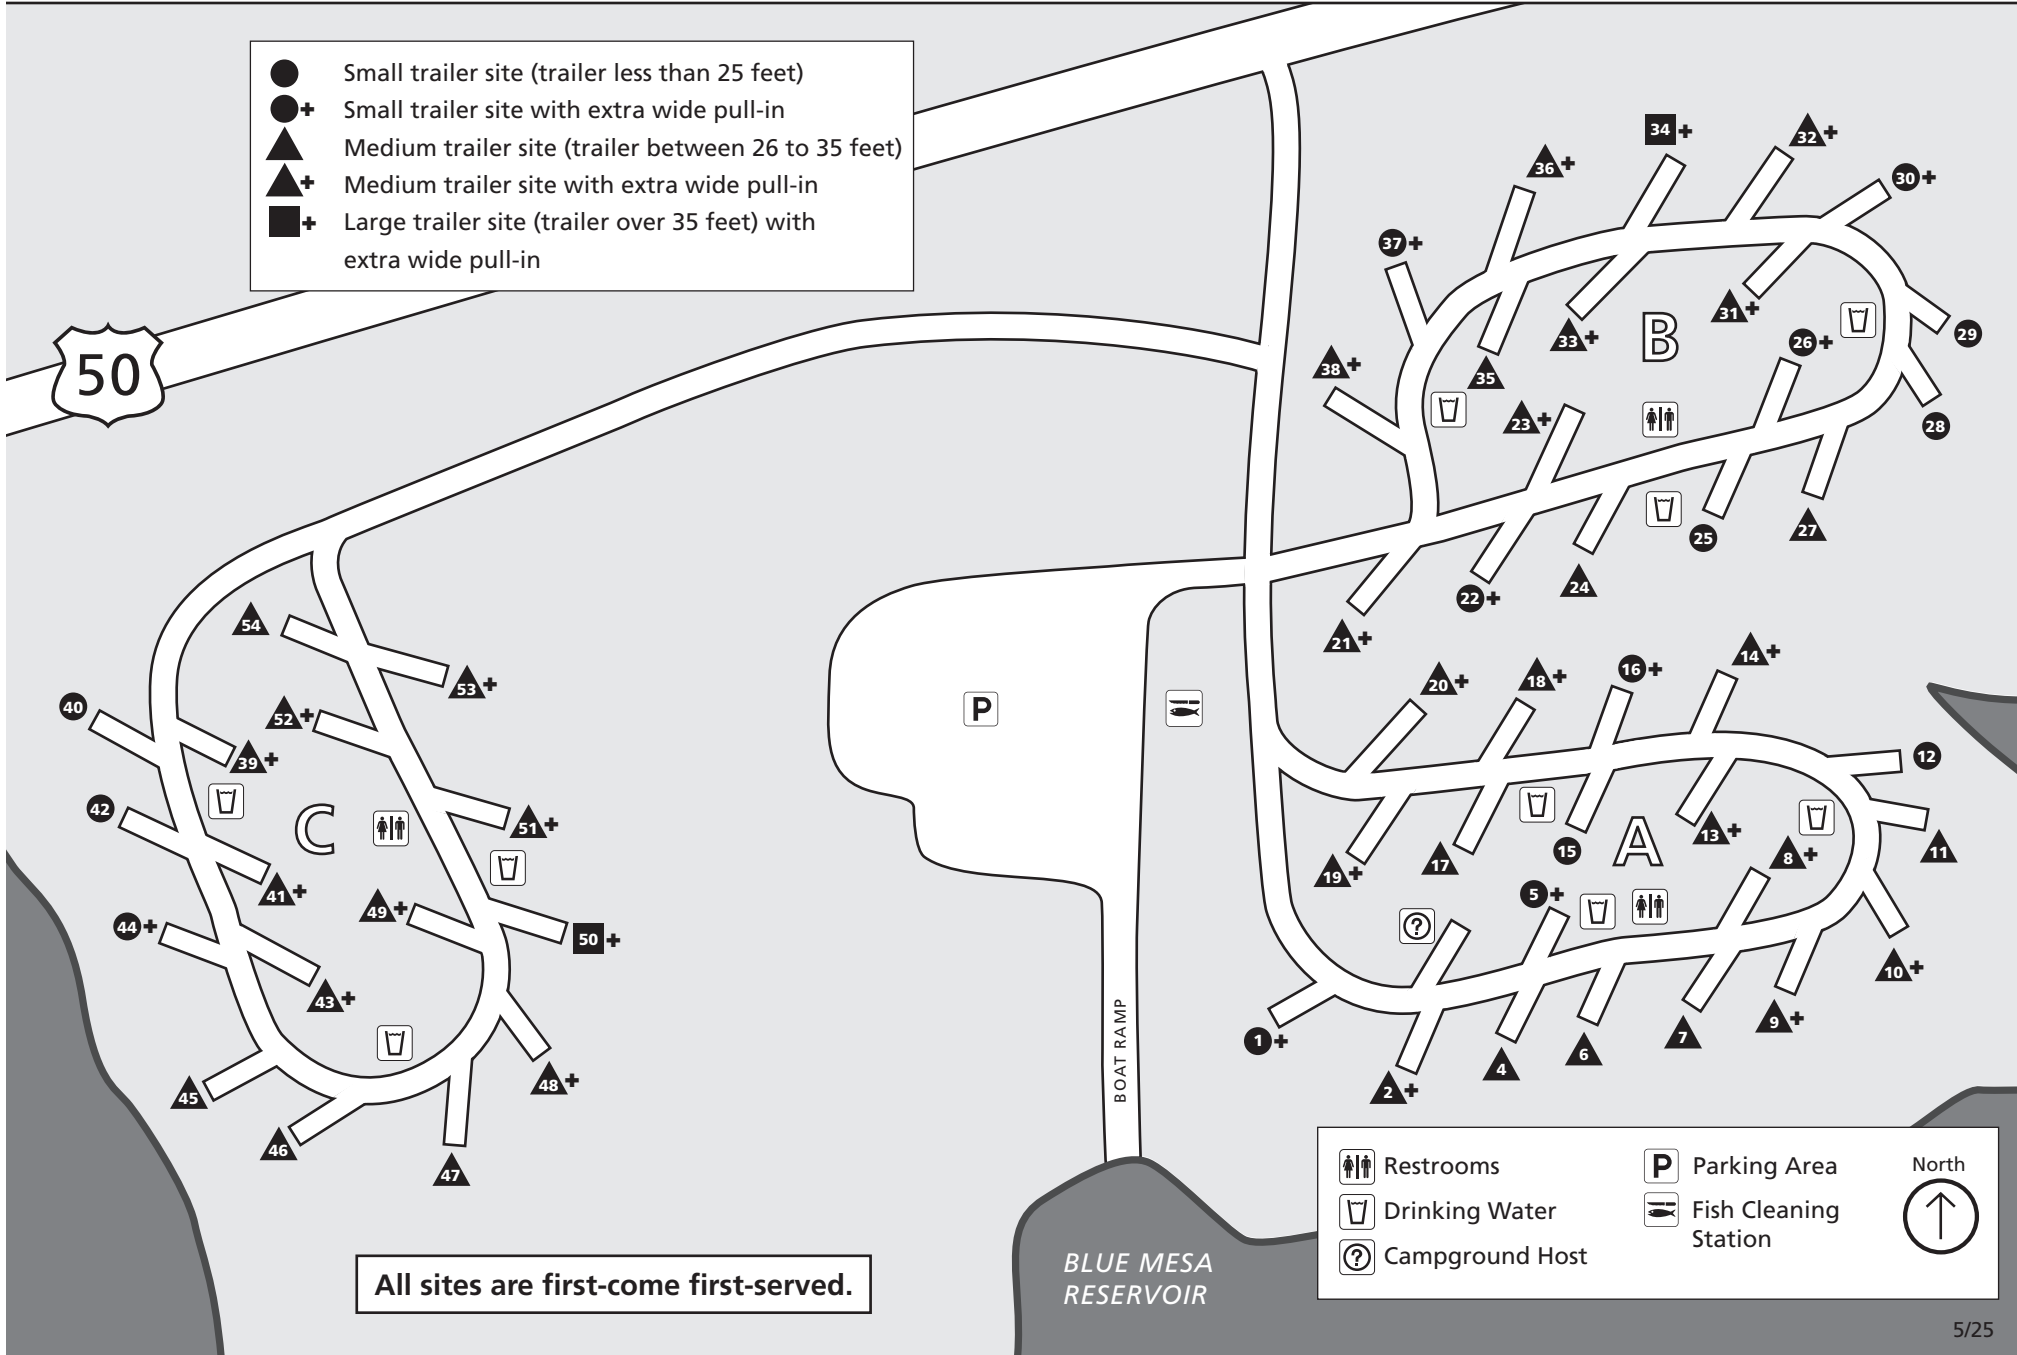 Small trailer site (trailer less than 25 feet)
+ Small trailer site with extra wide pull-in
Medium trailer site (trailer between 26 to 35 feet)
+ Medium trailer site with extra wide pull-in
+ Large trailer site (trailer over 35 feet) with
extra wide pull-in
50
34+
32+
36+
30+
37+
31+
33+
B
29
26+
38+
35
23+
28
25
27
24
22+
21+
14+
16+
18+
20+
12
13+
11
15
A
8+
17
19+
5+
?
10+
9+
7
1+
6
4
2+
54
53+
40
52+
39+
42
C
51+
41+
49+
44+
50+
43+
45
48+
46
47
P
BOAT RAMP
BLUE MESA
RESERVOIR
All sites are first-come first-served.
Restrooms
P Parking Area
North
Drinking Water
Fish Cleaning
Station
? Campground Host
5/25